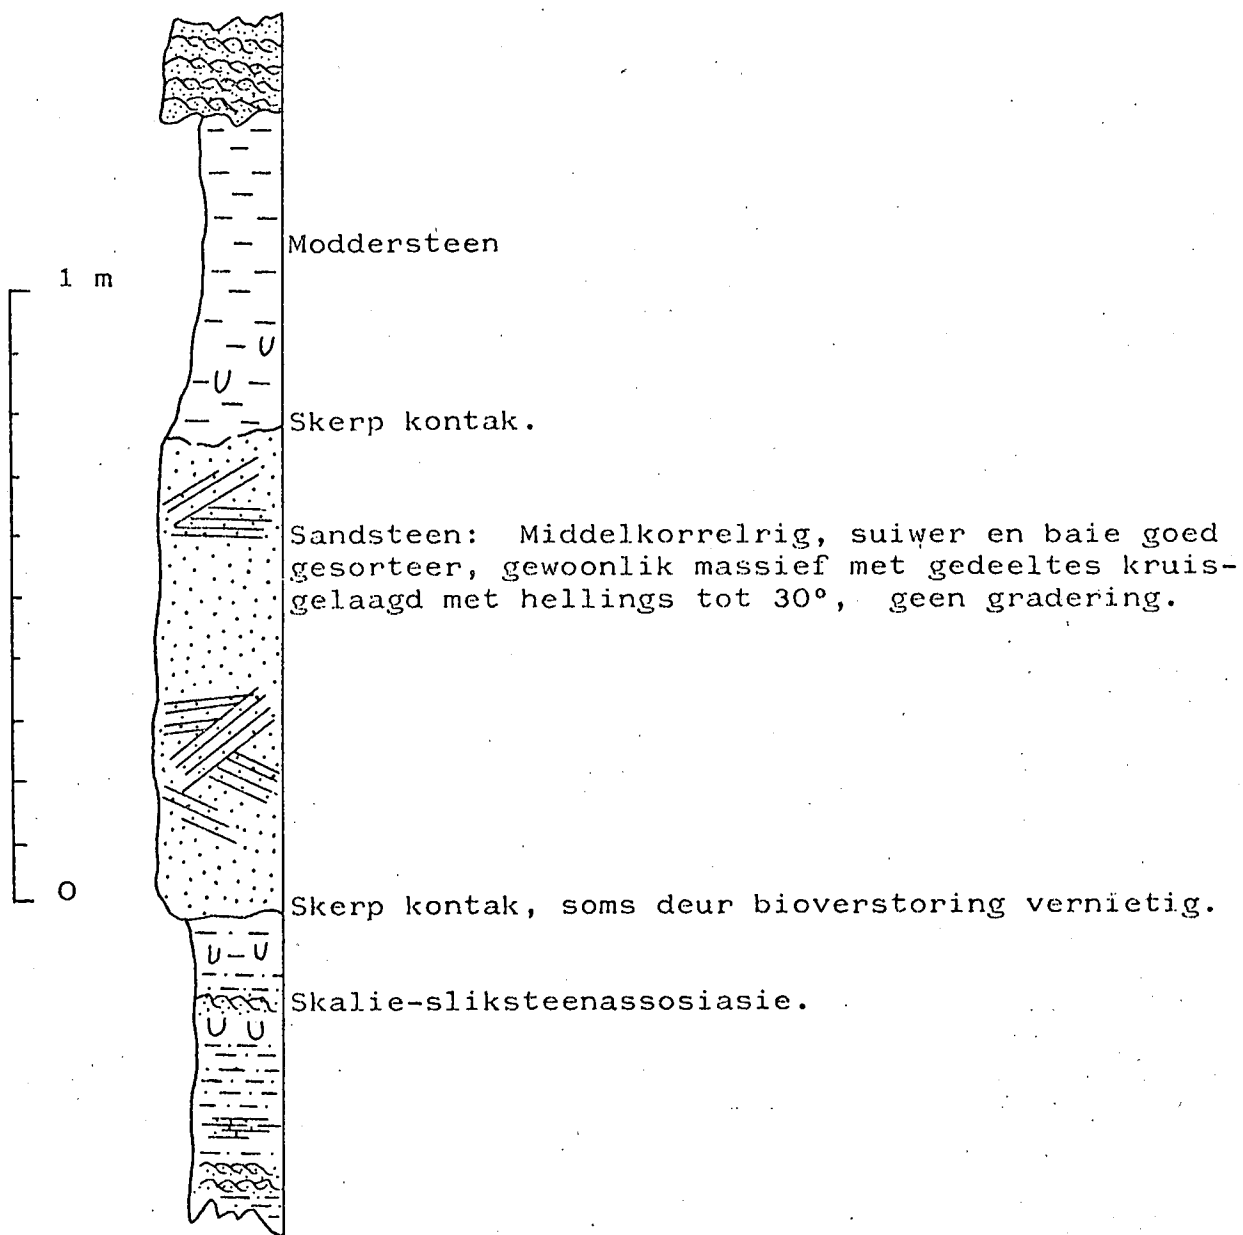 Moddersteen
1 m
Skerp kontak.
Sandsteen: Middelkorrelrig, suiwer en baie goed
gesorteer, gewoonlik massief met gedeeltes kruis-
gelaagd met hellings tot 30°, geen gradering.
0
Skerp kontak, soms deur bioverstoring vernietig.
Skalie-sliksteenassosiasie.